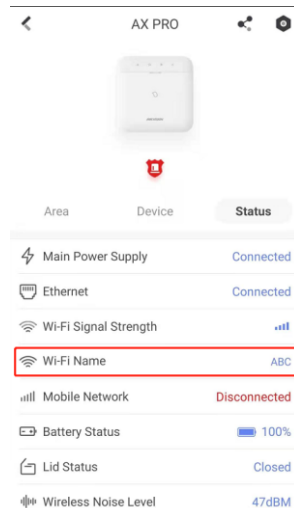 AX PRO
Area Device Status
Main Power Supply Connected
Ethernet Connected
Wi-Fi Signal Strength
Wi-Fi Name ABC
Mobile Network Disconnected
Battery Status 100%
Lid Status Closed
Wireless Noise Level 47dBM